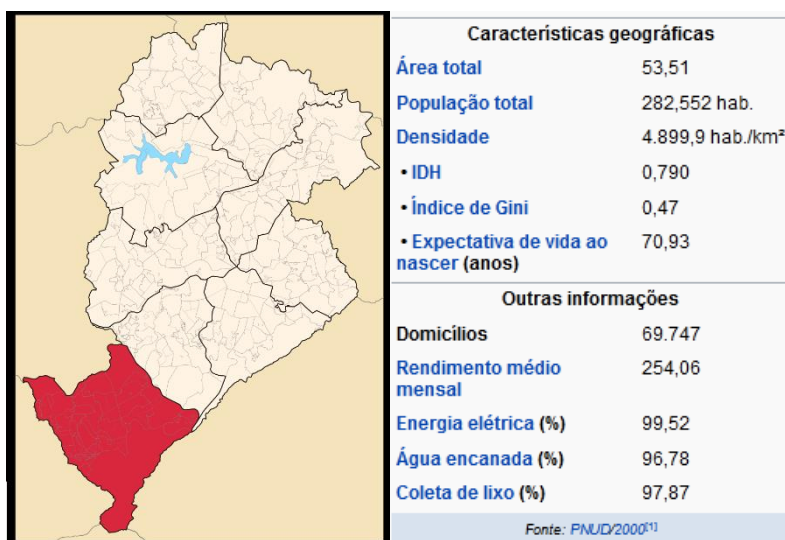 Características geográficas
Área total 53,51
População total 282,552 hab.
Densidade 4.899,9 hab./km²
• IDH 0,790
• Índice de Gini 0,47
• Expectativa de vida ao 70,93
nascer (anos)
Outras informações
Domicílios 69.747
Rendimento médio 254,06
mensal
Energia elétrica (%) 99,52
Água encanada (%) 96,78
Coleta de lixo (%) 97,87
Fonte: PNUD/2000[1]